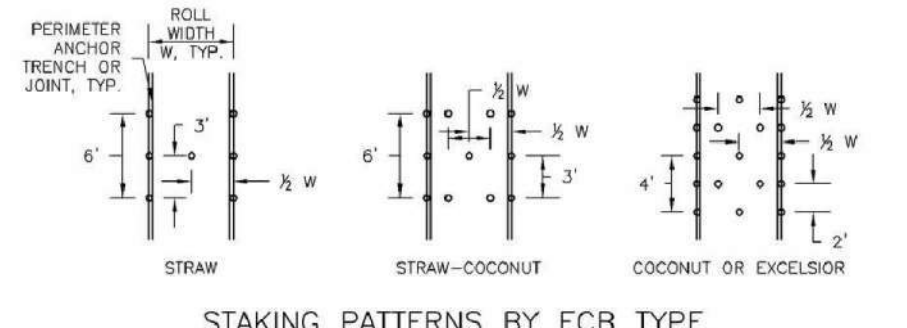 PERIMETER
ANCHOR
TRENCH OR
JOINT, TYP.
ROLL
WIDTH
W, TYP.
6'
3'
½ W
STRAW
½ W
½ W
6'
3'
STRAW-COCONUT
½ W
½ W
4'
2'
COCONUT OR EXCELSIOR
STAKING PATTERNS BY ECB TYPE